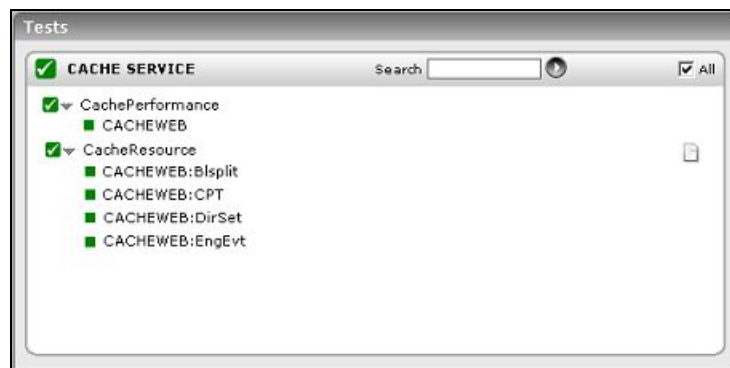 Tests
CACHE SERVICE Search All
CachePerformance
CACHEWEB
CacheResource
CACHEWEB:Blsplit
CACHEWEB:CPT
CACHEWEB:DirSet
CACHEWEB:EngEvt